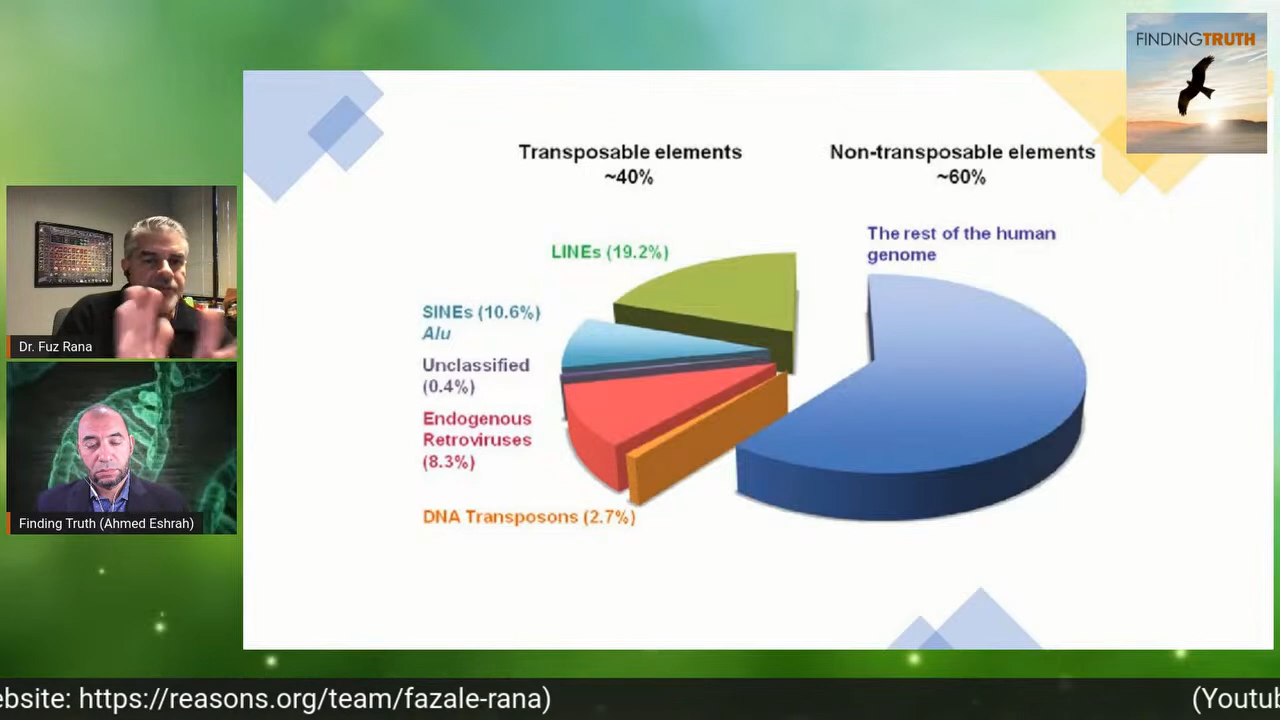 FINDINGTRUTH
Transposable elements
~40%
Non-transposable elements
~60%
The rest of the human
genome
LINEs (19.2%)
SINEs (10.6%)
Alu
Unclassified
(0.4%)
Endogenous
Retroviruses
(8.3%)
DNA Transposons (2.7%)
Dr. Fuz Rana
Finding Truth (Ahmed Eshrah)
ebsite: https://reasons.org/team/fazale-rana)
(Youtub